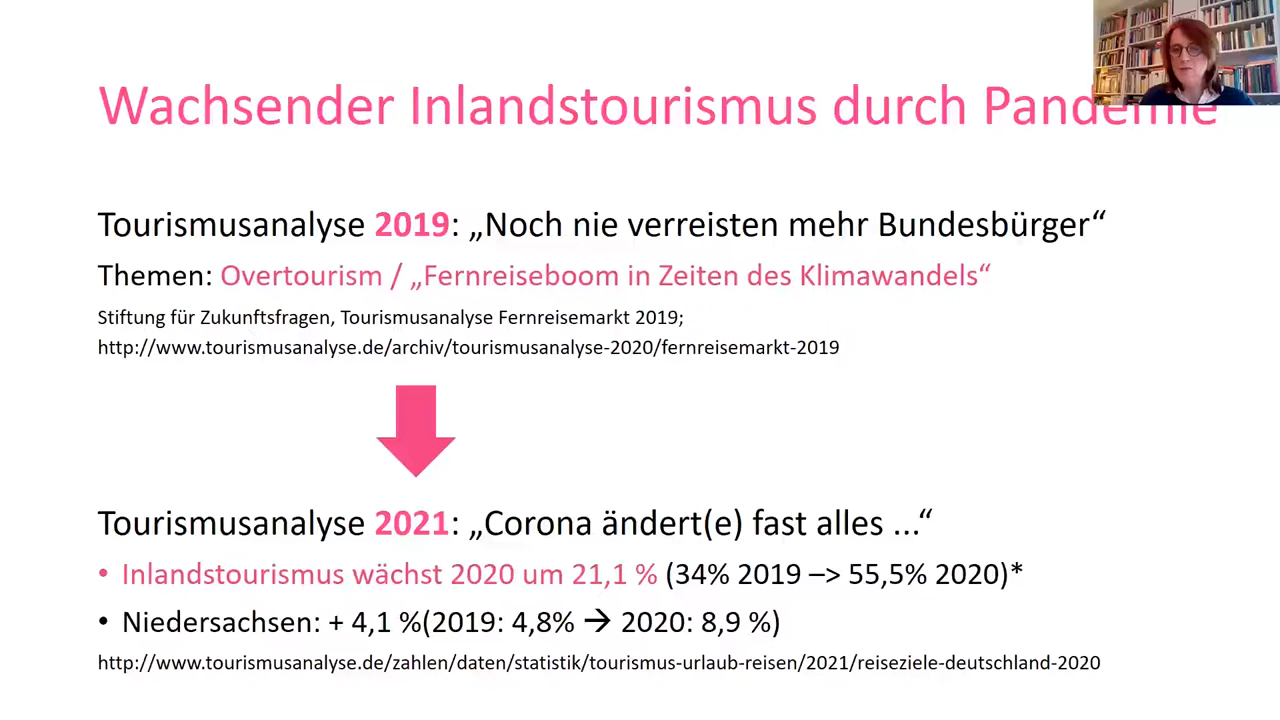 Wachsender Inlandstourismus durch Pandemie
Tourismusanalyse 2019: „Noch nie verreisten mehr Bundesbürger“
Themen: Overtourism / „Fernreiseboom in Zeiten des Klimawandels“
Stiftung für Zukunftsfragen, Tourismusanalyse Fernreisemarkt 2019;
http://www.tourismusanalyse.de/archiv/tourismusanalyse-2020/fernreisemarkt-2019
Tourismusanalyse 2021: „Corona ändert(e) fast alles ...“
• Inlandstourismus wächst 2020 um 21,1 % (34% 2019 –> 55,5% 2020)*
• Niedersachsen: + 4,1 %(2019: 4,8% → 2020: 8,9 %)
http://www.tourismusanalyse.de/zahlen/daten/statistik/tourismus-urlaub-reisen/2021/reiseziele-deutschland-2020